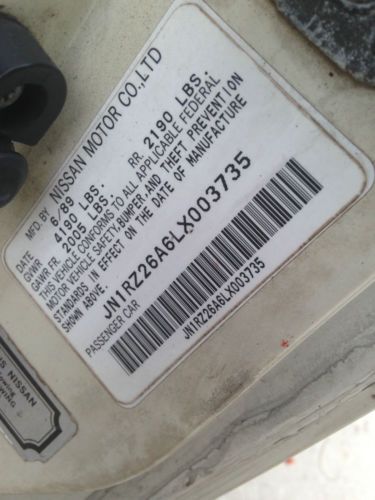 MFD. BY NISSAN MOTOR CO.,LTD
DATE 6/89
GVWR 4190 LBS.
GAWR FR. 2005 LBS. RR 2190 LBS.
THIS VEHICLE CONFORMS TO ALL APPLICABLE FEDERAL
MOTOR VEHICLE SAFETY,BUMPER,AND THEFT PREVENTION
STANDARDS IN EFFECT ON THE DATE OF MANUFACTURE
SHOWN ABOVE.
JN1RZ26A6LX003735
PASSENGER CAR
JN1RZ26A6LX003735
NISSAN